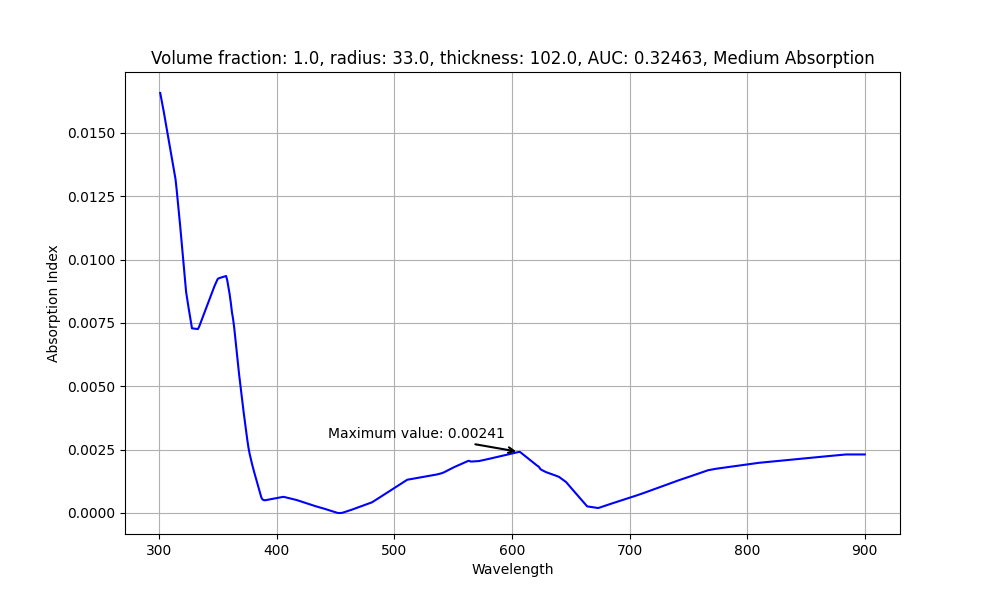 Volume fraction: 1.0, radius: 33.0, thickness: 102.0, AUC: 0.32463, Medium Absorption
Absorption Index
0.0150
0.0125
0.0100
0.0075
0.0050
0.0025
0.0000
Maximum value: 0.00241
300 400 500 600 700 800 900
Wavelength